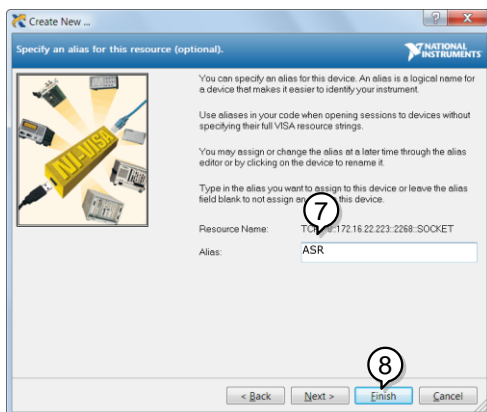 Create New ...
Specify an alias for this resource (optional).
NATIONAL
INSTRUMENTS
You can specify an alias for this device. An alias is a logical name for
a device that makes it easier to identify your instrument.
Use aliases in your code when opening sessions to devices without
specifying their full VISA resource strings.
You may assign or change the alias at a later time through the alias
editor or by clicking on the device to rename it.
Type in the alias you want to assign to this device or leave the alias
field blank to not assign this device.
7
Resource Name: 172.16.22.223::2268::SOCKET
Alias: ASR
NI-VISA
8
< Back Next > Finish Cancel